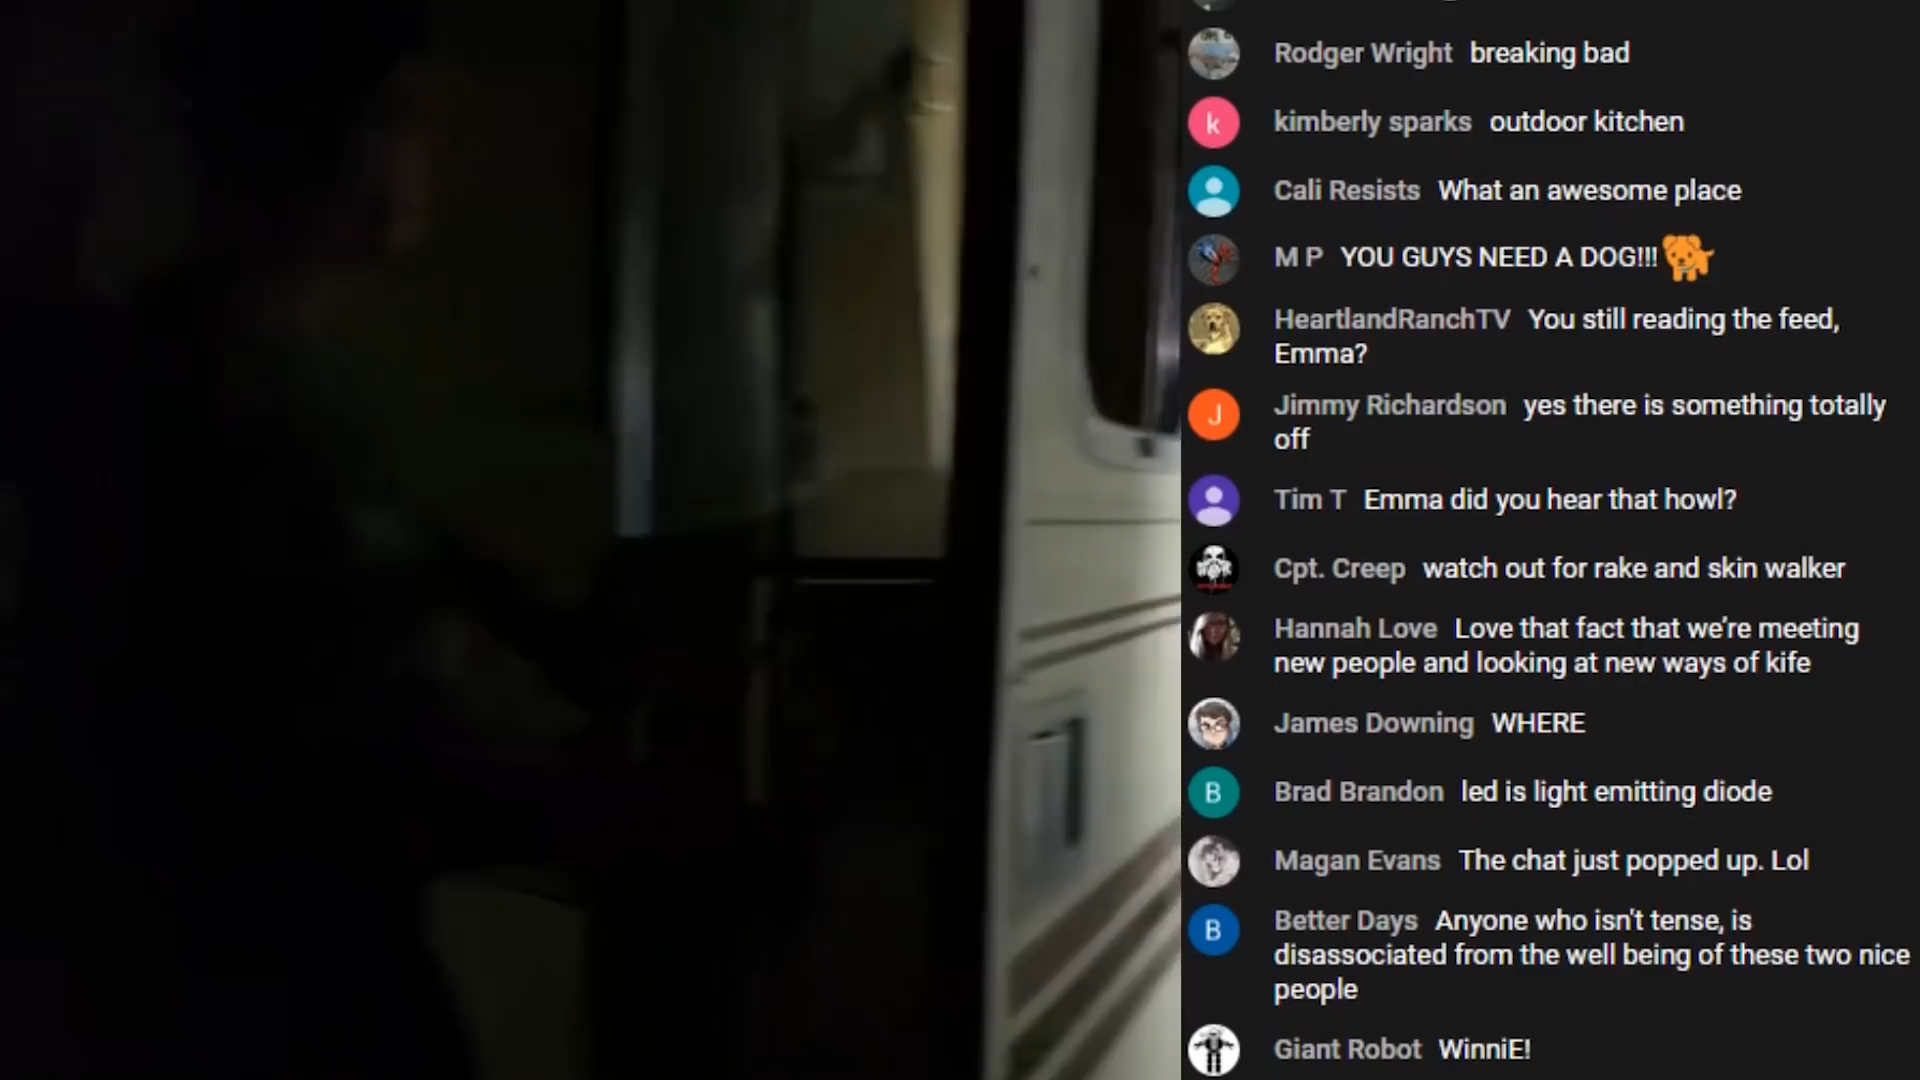 Rodger Wright breaking bad
k kimberly sparks outdoor kitchen
Cali Resists What an awesome place
M P YOU GUYS NEED A DOG!!!
HeartlandRanchTV You still reading the feed,
Emma?
J Jimmy Richardson yes there is something totally
off
Tim T Emma did you hear that howl?
Cpt. Creep watch out for rake and skin walker
Hannah Love Love that fact that we’re meeting
new people and looking at new ways of kife
James Downing WHERE
B Brad Brandon led is light emitting diode
Magan Evans The chat just popped up. Lol
B Better Days Anyone who isn't tense, is
disassociated from the well being of these two nice
people
Giant Robot WinniE!